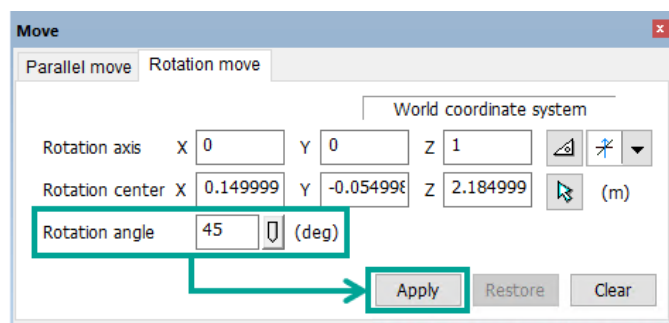 Move
Parallel move Rotation move
World coordinate system
Rotation axis X 0 Y 0 Z 1
Rotation center X 0.149999 Y -0.054998 Z 2.184999 (m)
Rotation angle 45 (deg)
Apply Restore Clear